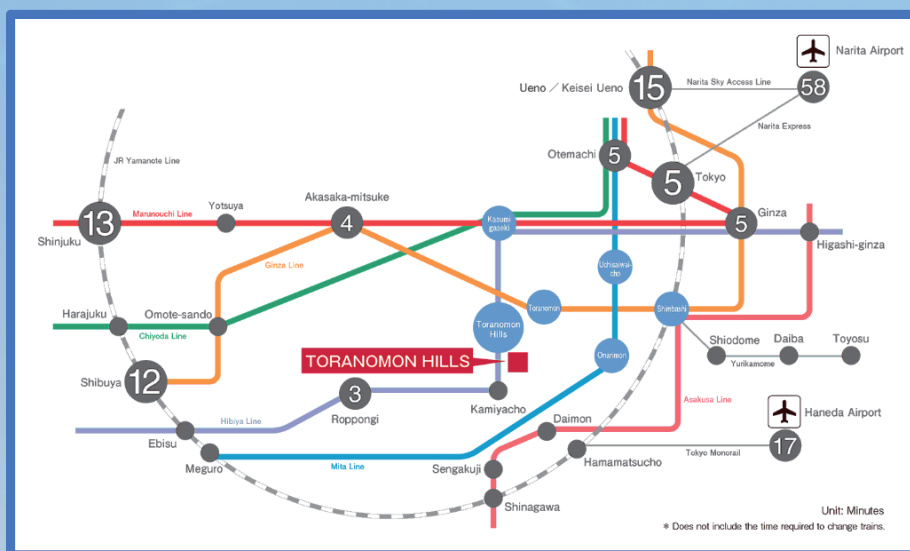 Narita Airport
15
Ueno / Keisei Ueno
Narita Sky Access Line
58
Narita Express
JR Yamanote Line
Otemachi
5
5
Tokyo
Akasaka-mitsuke
Yotsuya
13
Marunouchi Line
Shinjuku
4
Kasumi
gaseki
5
Ginza
Higashi-ginza
Ginza Line
Uchisaiwai-
cho
Harajuku
Omote-sando
Chiyoda Line
Toranomon
Hills
Toranomon
Shimbashi
TORANOMON HILLS
Onarimon
Shiodome
Daiba
Toyosu
Yurikamome
12
Shibuya
3
Roppongi
Kamiyacho
Asakusa Line
Haneda Airport
Hibiya Line
Daimon
Ebisu
Meguro
Mita Line
Sengakuji
Hamamatsucho
Tokyo Monorail
17
Shinagawa
Unit: Minutes
* Does not include the time required to change trains.